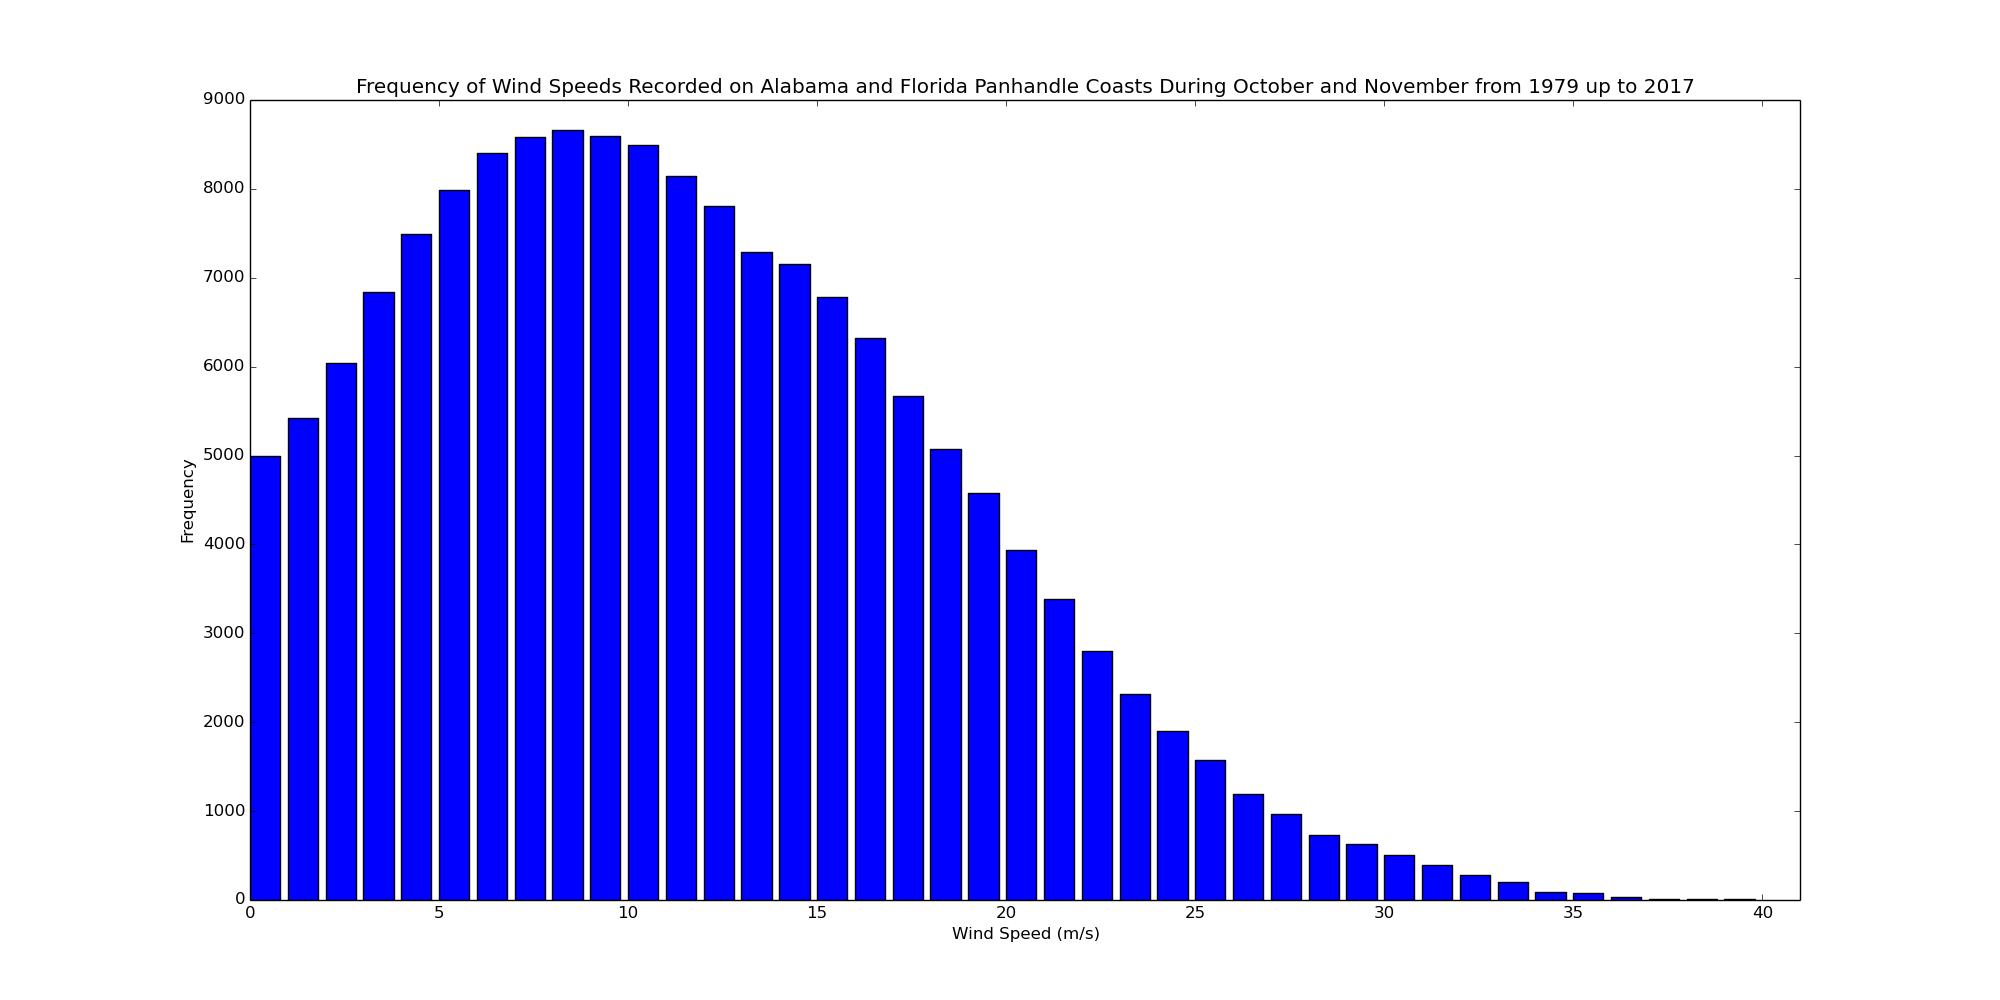 Frequency of Wind Speeds Recorded on Alabama and Florida Panhandle Coasts During October and November from 1979 up to 2017
9000
8000
7000
6000
5000
4000
3000
2000
1000
0
Frequency
0 5 10 15 20 25 30 35 40
Wind Speed (m/s)